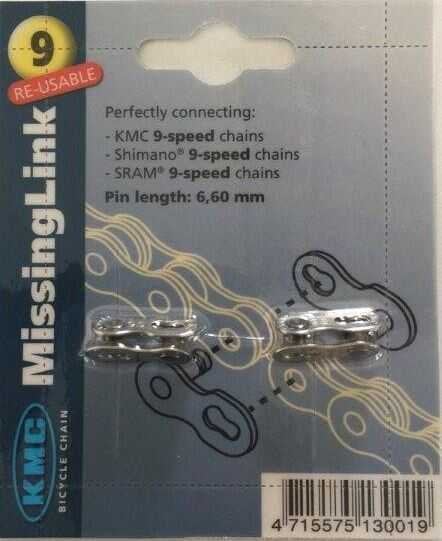 9
RE-USABLE
MissingLink
KMC
BICYCLE CHAIN
Perfectly connecting:
- KMC 9-speed chains
- Shimano® 9-speed chains
- SRAM® 9-speed chains
Pin length: 6,60 mm
4 715575 130019